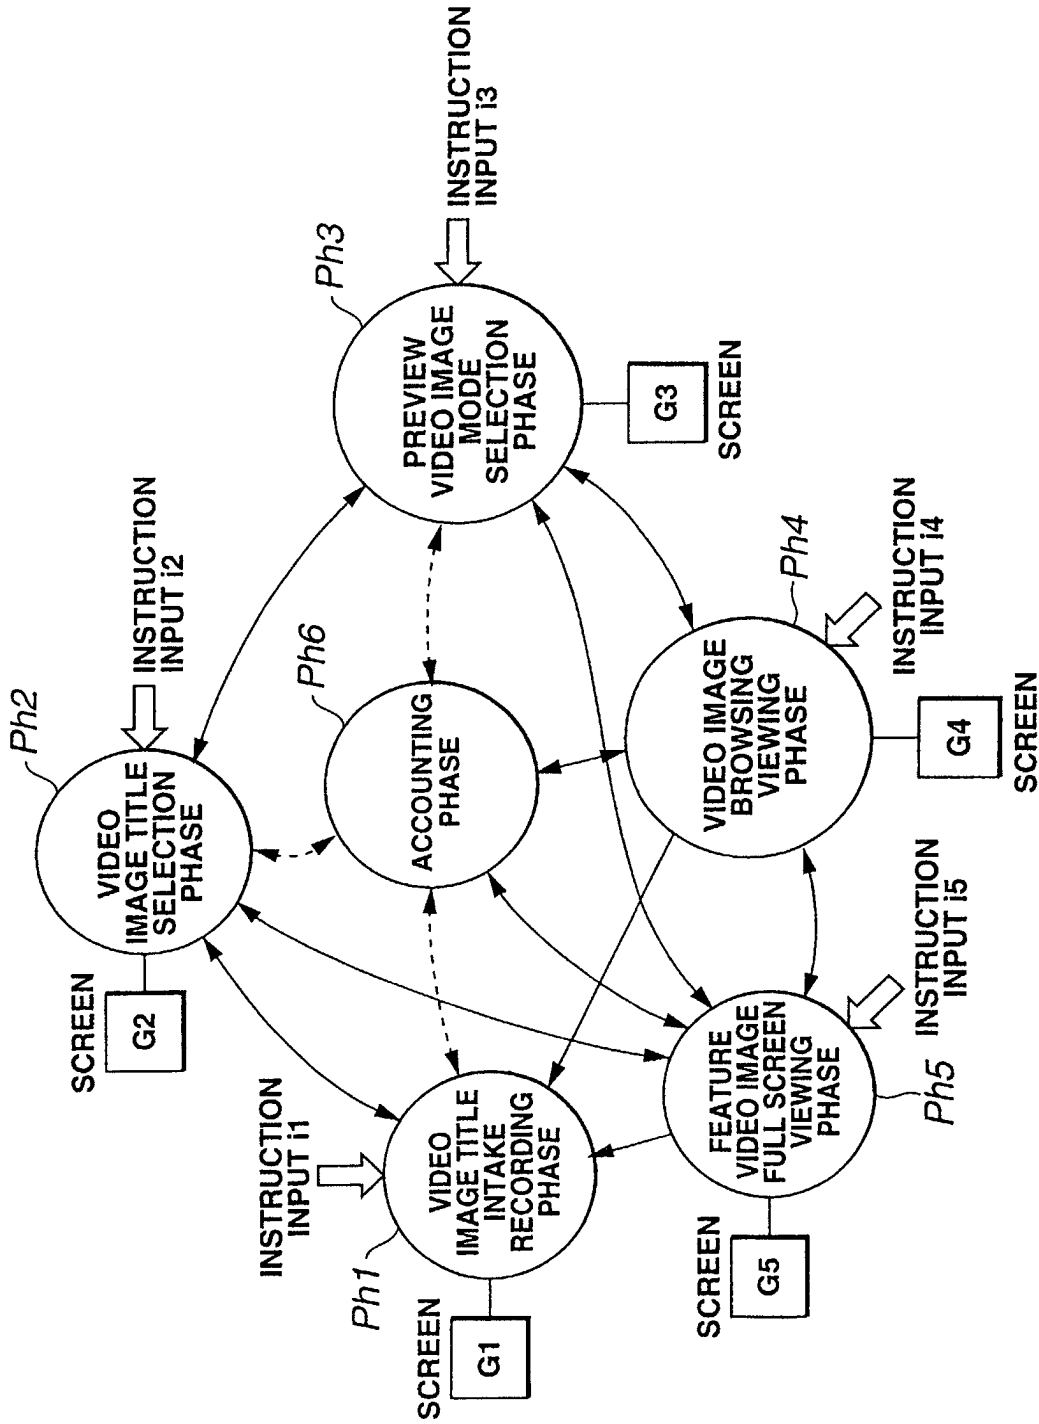 Ph2
VIDEO
IMAGE TITLE
SELECTION
PHASE
INSTRUCTION
INPUT i2
SCREEN
G2
Ph3
PREVIEW
VIDEO IMAGE
MODE
SELECTION
PHASE
INSTRUCTION
INPUT i3
G3
SCREEN
Ph6
ACCOUNTING
PHASE
INSTRUCTION
INPUT i1
Ph1
VIDEO
IMAGE TITLE
INTAKE
RECORDING
PHASE
SCREEN
G1
Ph4
VIDEO IMAGE
BROWSING
VIEWING
PHASE
INSTRUCTION
INPUT i4
G4
SCREEN
FEATURE
VIDEO IMAGE
FULL SCREEN
VIEWING
PHASE
Ph5
INSTRUCTION
INPUT i5
SCREEN
G5